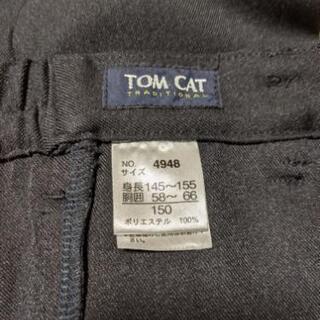 TOM CAT
TRADITIONAL
NO. 4948
サイズ
身長145〜155
胸囲 58〜 66
150
ポリエステル 100%